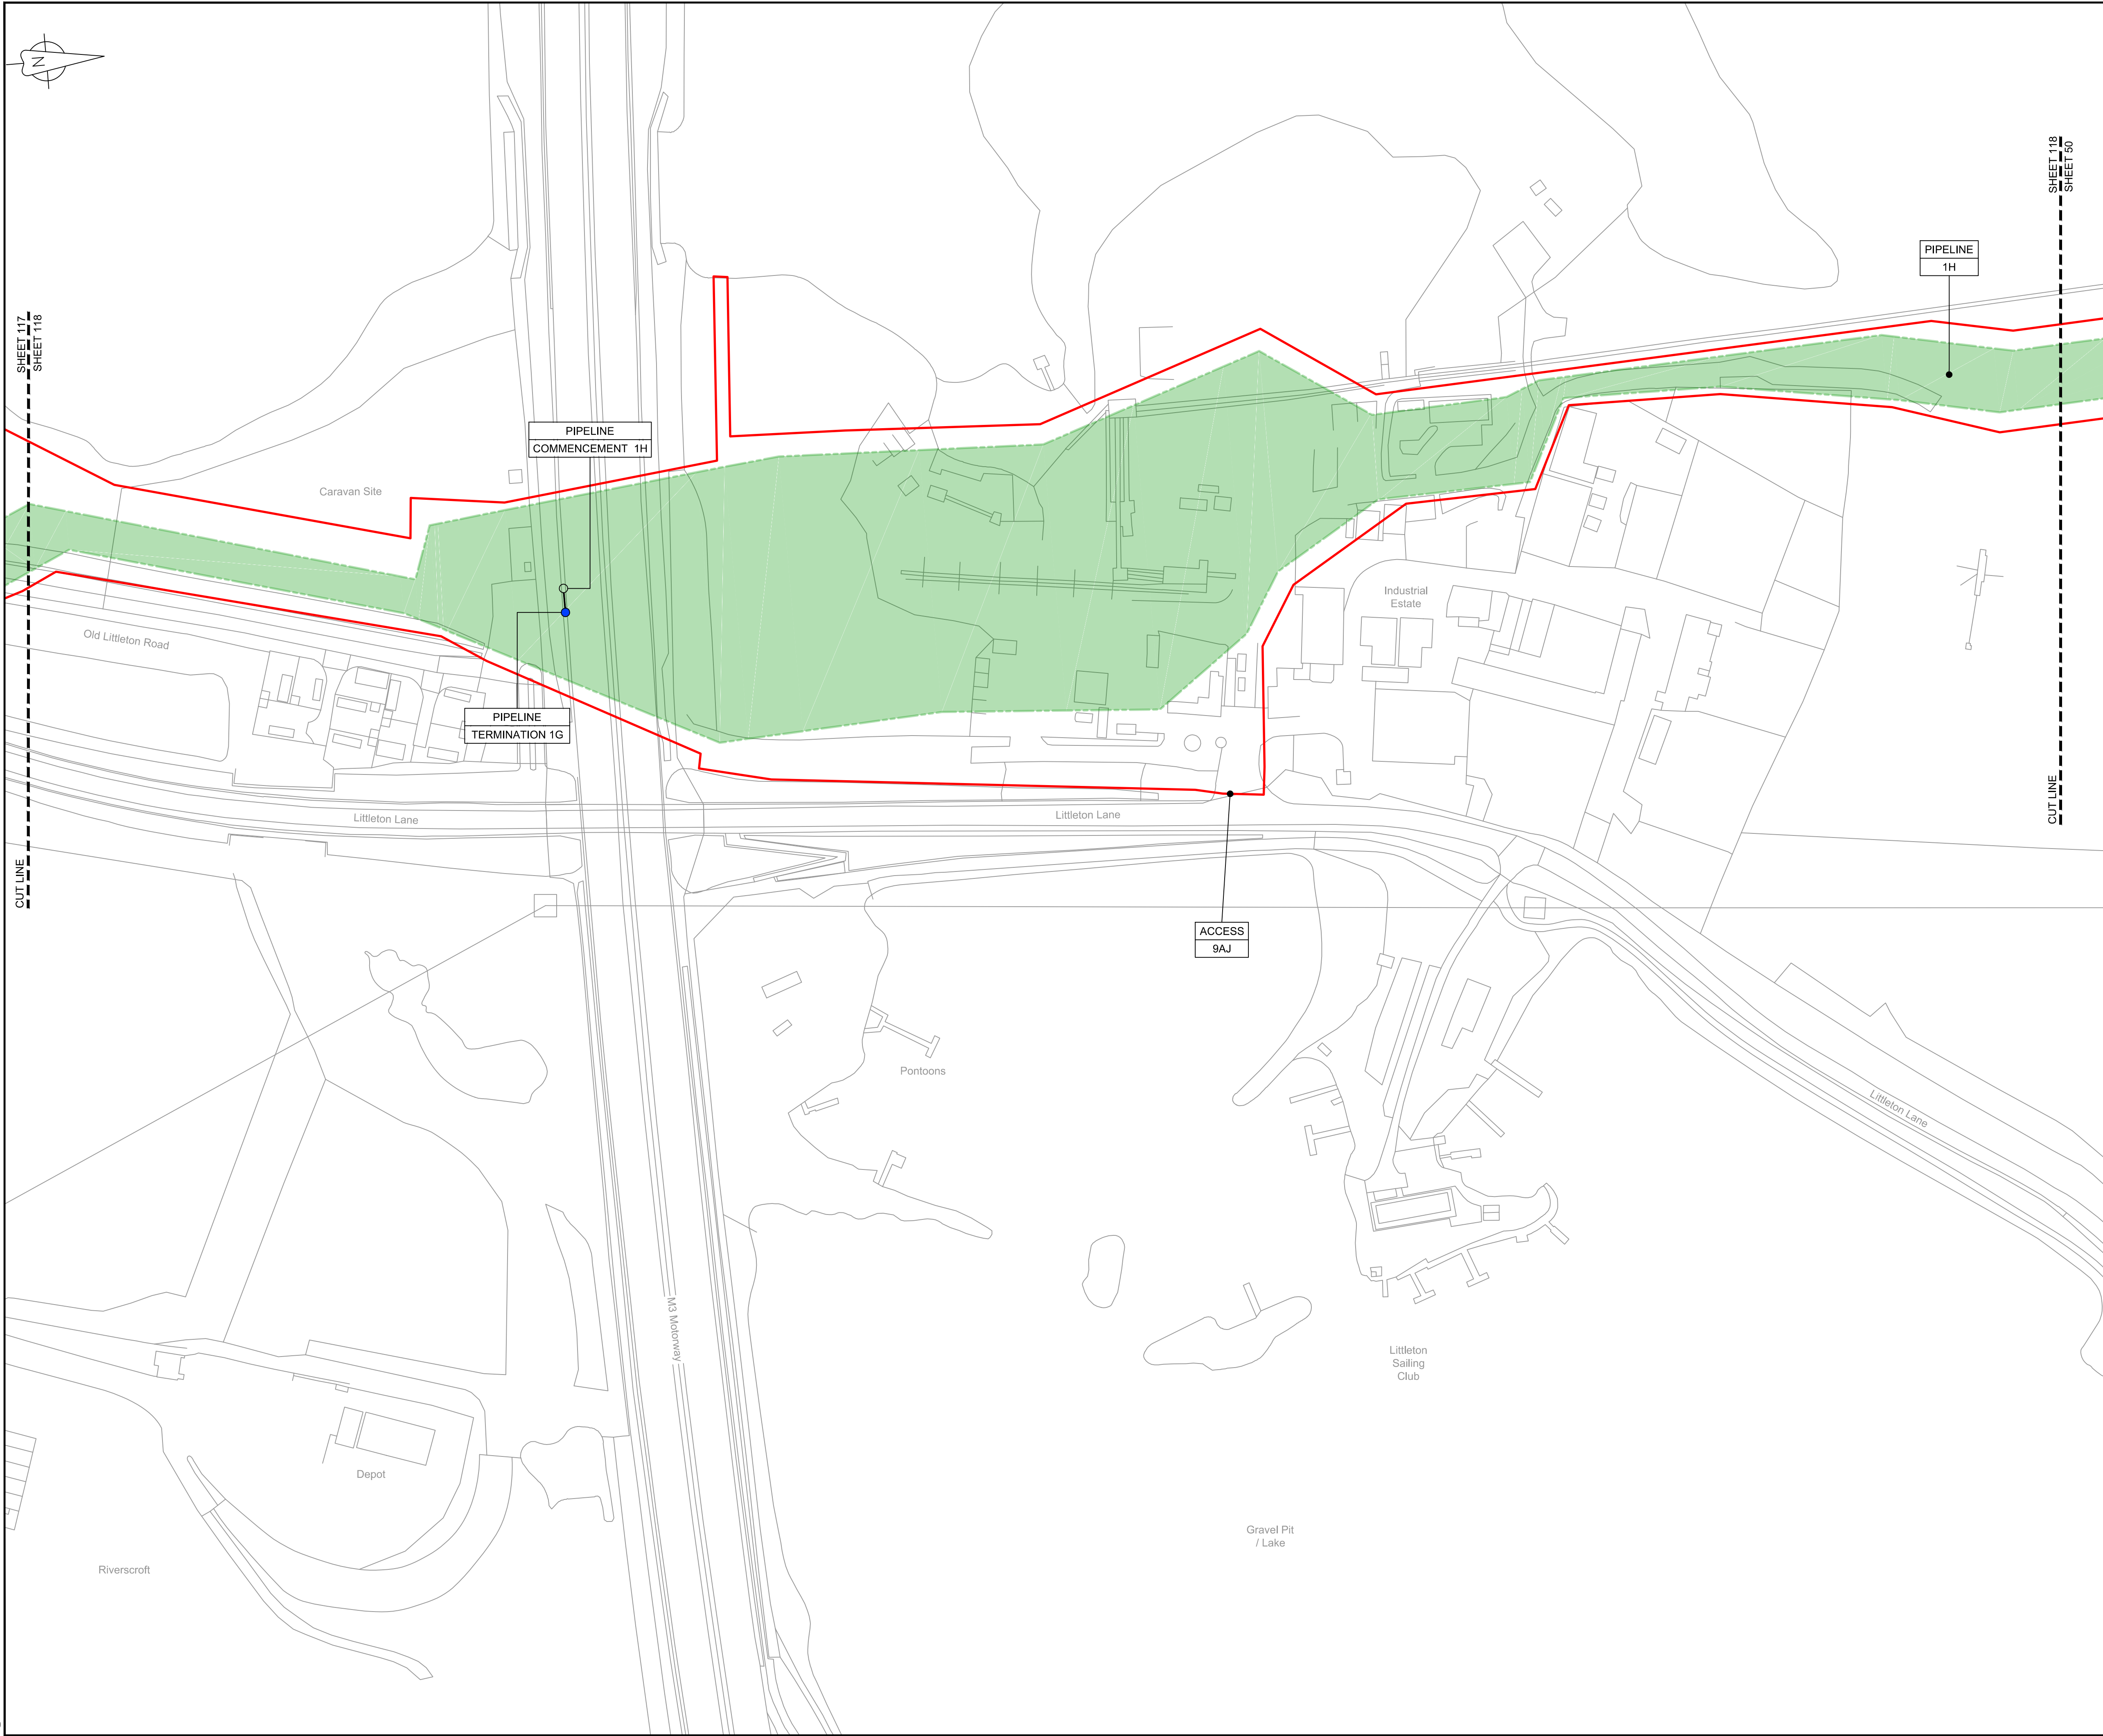 N
SHEET 118
SHEET 50
PIPELINE
1H
SHEET 117
SHEET 118
PIPELINE
COMMENCEMENT 1H
Caravan Site
Industrial
Estate
Old Littleton Road
PIPELINE
TERMINATION 1G
CUT LINE
Littleton Lane
Littleton Lane
CUT LINE
ACCESS
9AJ
Pontoons
Littleton Lane
M3 Motorway
Littleton
Sailing
Club
Depot
Gravel Pit
/ Lake
Riverscroft